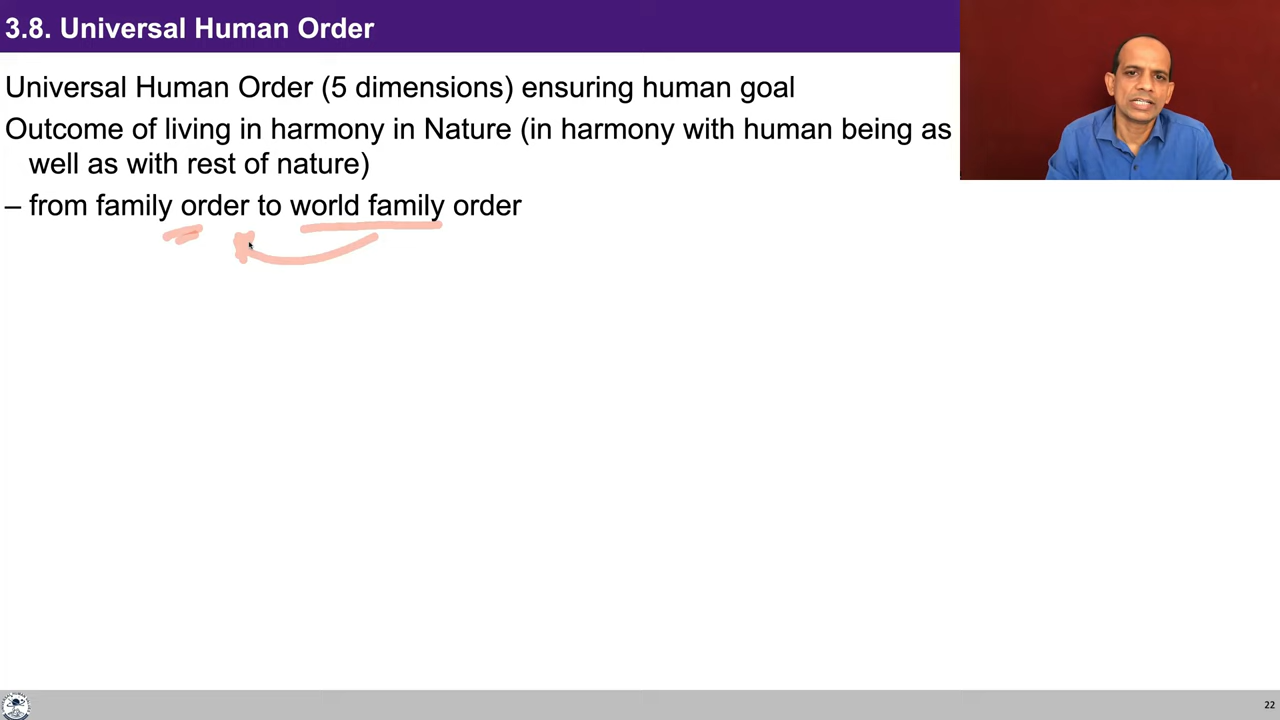 3.8. Universal Human Order
Universal Human Order (5 dimensions) ensuring human goal
Outcome of living in harmony in Nature (in harmony with human being as
well as with rest of nature)
– from family order to world family order
22